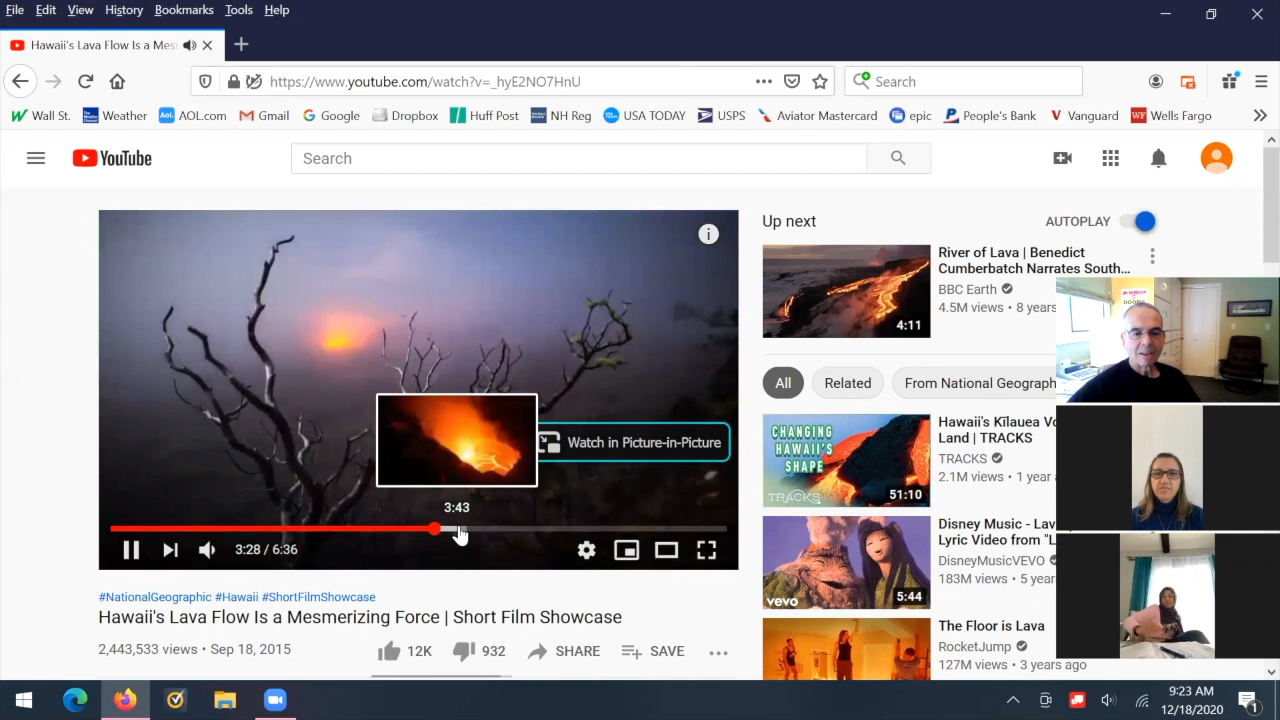 File Edit View History Bookmarks Tools Help
Hawaii's Lava Flow Is a Mes
https://www.youtube.com/watch?v=_hyE2NO7HnU
Search
Wall St. Weather AOL.com Gmail Google Dropbox Huff Post NH Reg USA TODAY USPS Aviator Mastercard epic People's Bank Vanguard Wells Fargo
YouTube
Search
Watch in Picture-in-Picture
3:43
3:28 / 6:36
#NationalGeographic #Hawaii #ShortFilmShowcase
Hawaii's Lava Flow Is a Mesmerizing Force | Short Film Showcase
2,443,533 views • Sep 18, 2015
12K 932 SHARE SAVE
Up next
AUTOPLAY
4:11
River of Lava | Benedict
Cumberbatch Narrates South...
BBC Earth
4.5M views • 8 years
All Related From National Geograph
CHANGING
HAWAII'S
SHAPE
TRACKS
51:10
Hawaii's Kīlauea Vo
Land | TRACKS
TRACKS
2.1M views • 1 year
vevo
5:44
Disney Music - Lav
Lyric Video from "L
DisneyMusicVEVO
183M views • 5 year
The Floor is Lava
RocketJump
127M views • 3 years ago
9:23 AM
12/18/2020
1